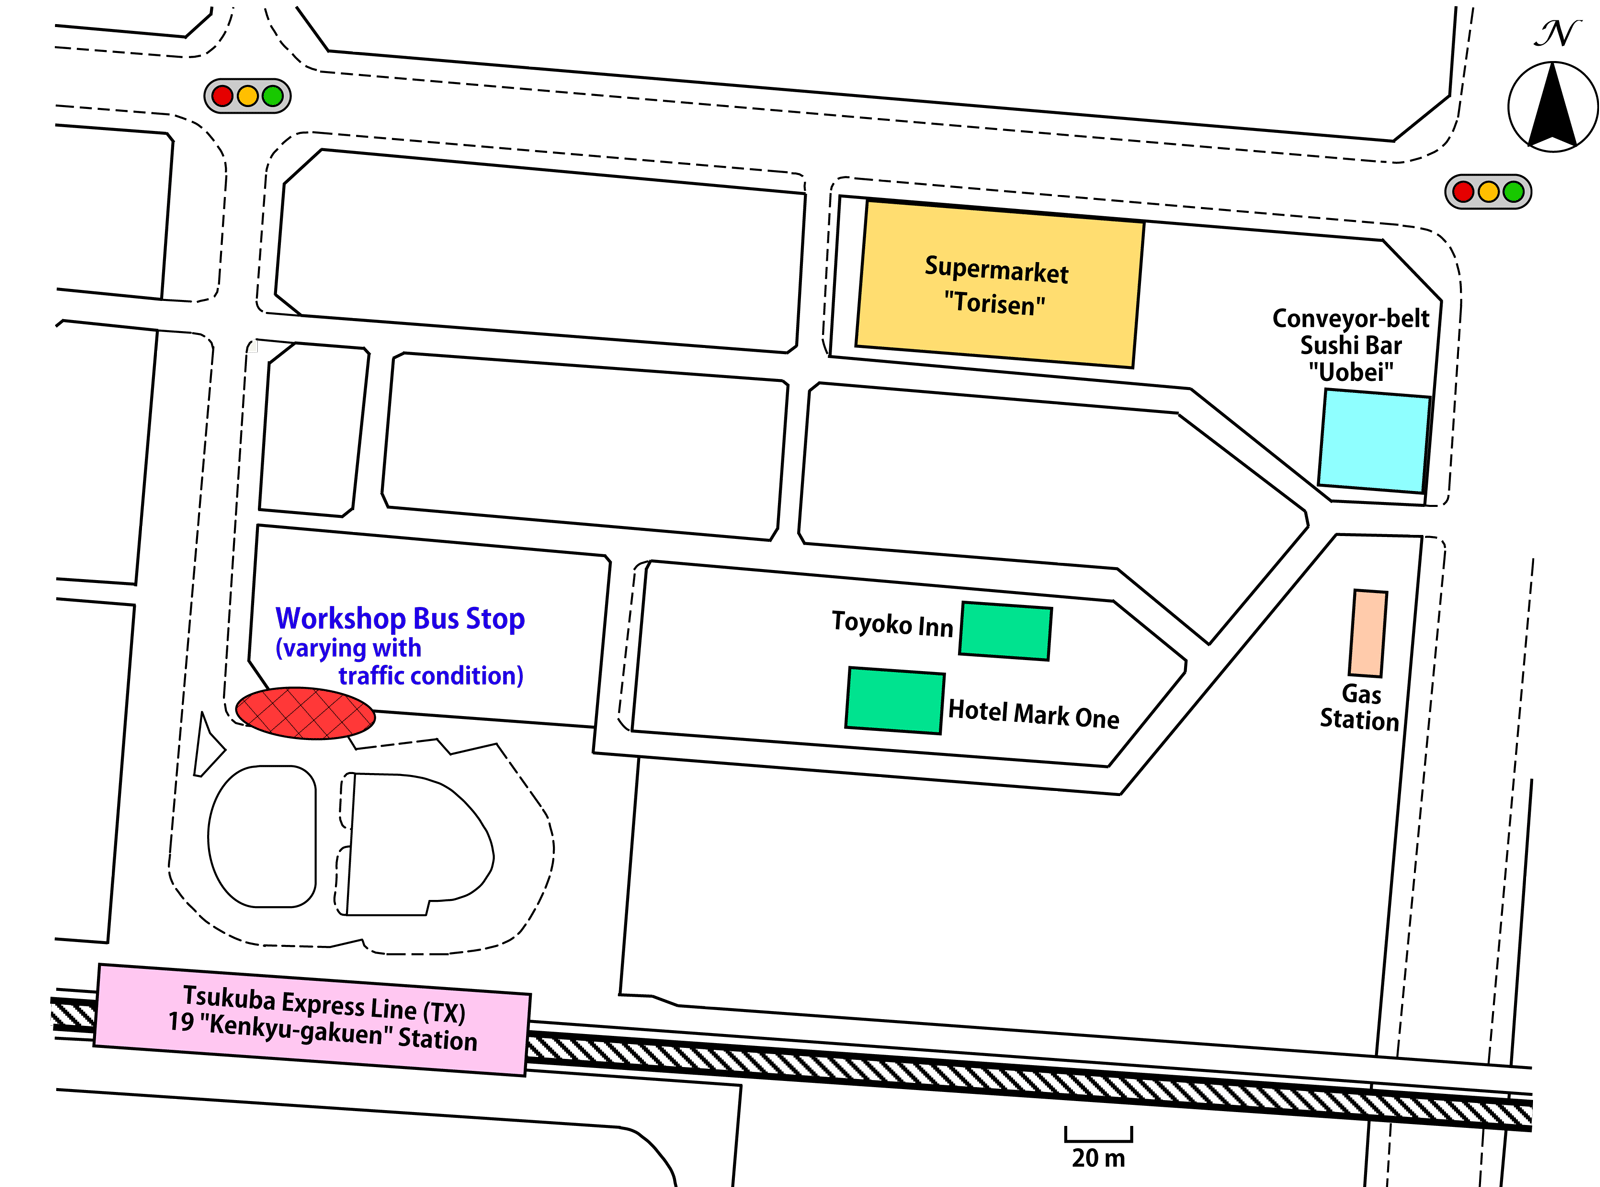 N
Supermarket
"Torisen"
Conveyor-belt
Sushi Bar
"Uobei"
Workshop Bus Stop
(varying with
traffic condition)
Toyoko Inn
Hotel Mark One
Gas
Station
Tsukuba Express Line (TX)
19 "Kenkyu-gakuen" Station
20 m